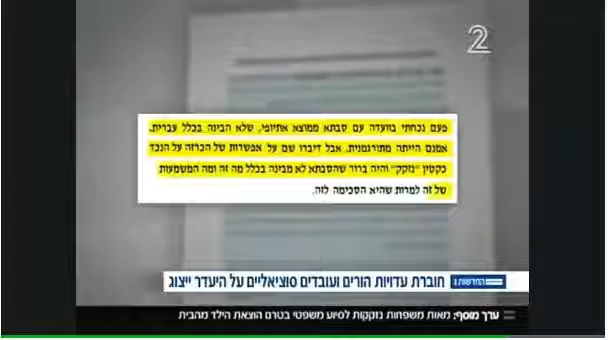 2
פעם נכחתי בוועדה עם סבתא ממוצא אתיופי, שלא הבינה בכלל עברית,
אמנם הייתה מתורגמנית, אבל דיברו שם על אפשרות של הכרזה על הנכד
כקטין "נזקק" והיה ברור שהסבתא לא מבינה בכלל מה זה ומה המשמעות
של זה למרות שהיא הסכימה לזה.
החדשות 2 חוברת עדויות הורים ועובדים סוציאליים על היעדר ייצוג
ערך מוסף: מאות משפחות נזקקות לסיוע משפטי בטרם הוצאת הילד מהבית